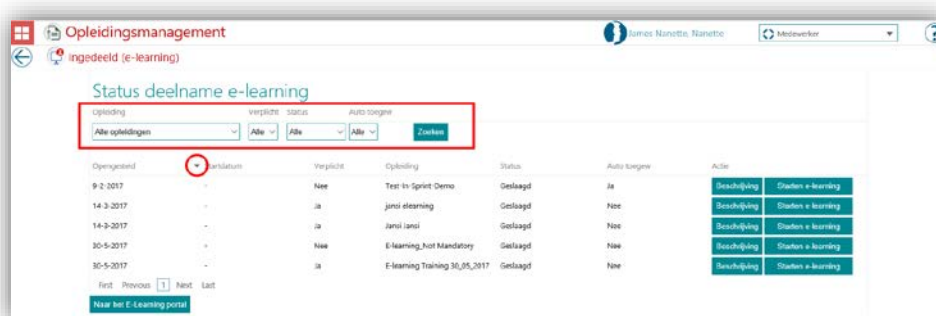 Opleidingsmanagement
James Nanette, Nanette
Medewerker
Ingedeeld (e-learning)
Status deelname e-learning
Opleiding Verplicht Status Auto toegew
Alle opleidingen Alle Alle Alle Zoeken
Opengesteld Startdatum Verplicht Opleiding Status Auto toegew Actie
9-2-2017 - Nee Test-In-Sprint-Demo Geslaagd Ja Beschrijving Starten e-learning
14-3-2017 - Ja jansi elearning Geslaagd Nee Beschrijving Starten e-learning
14-3-2017 - Ja Jansi Jansi Geslaagd Nee Beschrijving Starten e-learning
30-5-2017 - Nee E-learning_Not Mandatory Geslaagd Nee Beschrijving Starten e-learning
30-5-2017 - Ja E-learning Training 30_05_2017 Geslaagd Nee Beschrijving Starten e-learning
First Previous 1 Next Last
Naar het E-Learning portal